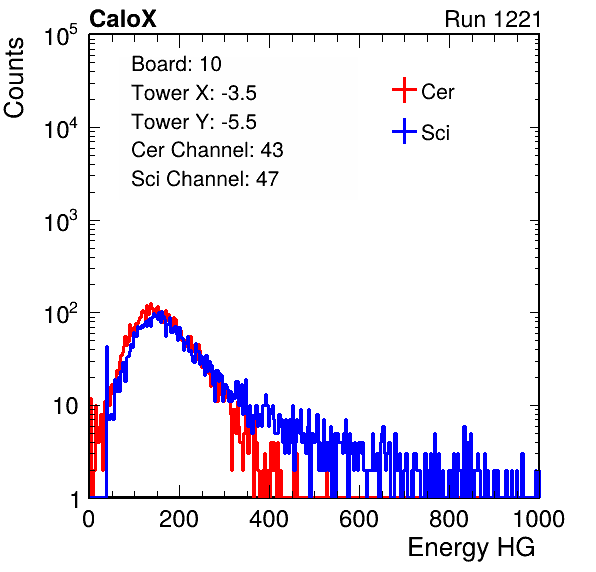 CaloX Run 1221
Counts
Board: 10
Tower X: -3.5
Tower Y: -5.5
Cer Channel: 43
Sci Channel: 47
Cer
Sci
10^5
10^4
10^3
10^2
10
1
0 200 400 600 800 1000
Energy HG